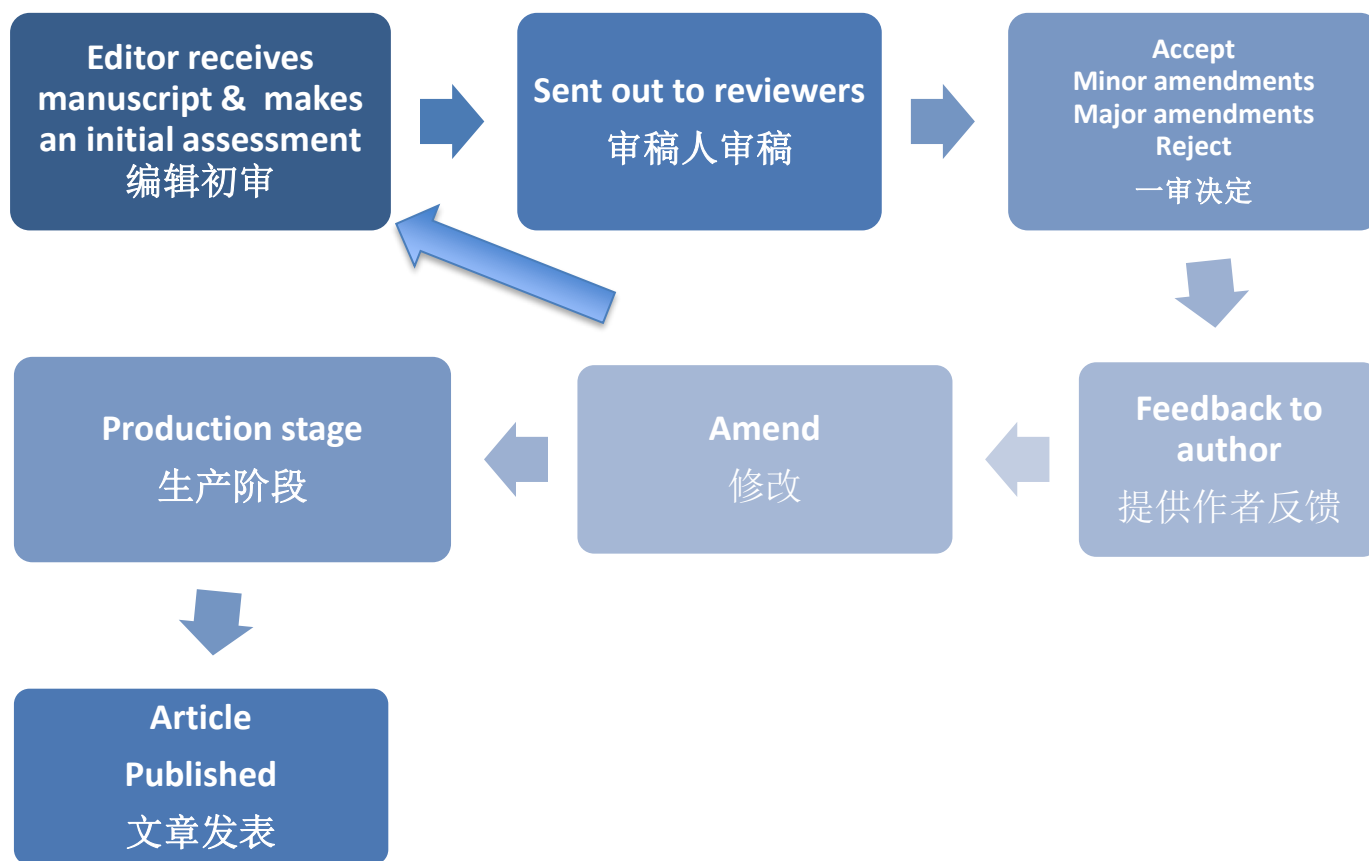 Editor receives
manuscript & makes
an initial assessment
编辑初审
Sent out to reviewers
审稿人审稿
Accept
Minor amendments
Major amendments
Reject
一审决定
Feedback to
author
提供作者反馈
Amend
修改
Production stage
生产阶段
Article
Published
文章发表